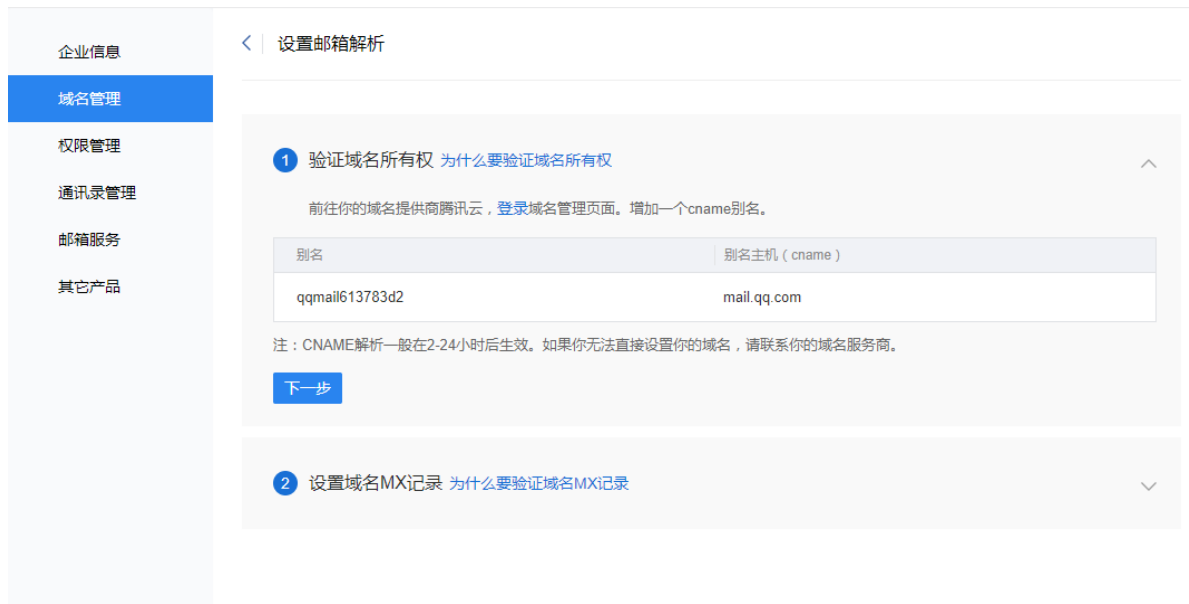 企业信息
域名管理
权限管理
通讯录管理
邮箱服务
其它产品
设置邮箱解析
1 验证域名所有权 为什么要验证域名所有权
前往你的域名提供商腾讯云，登录域名管理页面。增加一个cname别名。
别名 别名主机（cname）
qqmail613783d2 mail.qq.com
注：CNAME解析一般在2-24小时后生效。如果你无法直接设置你的域名，请联系你的域名服务商。
下一步
2 设置域名MX记录 为什么要验证域名MX记录